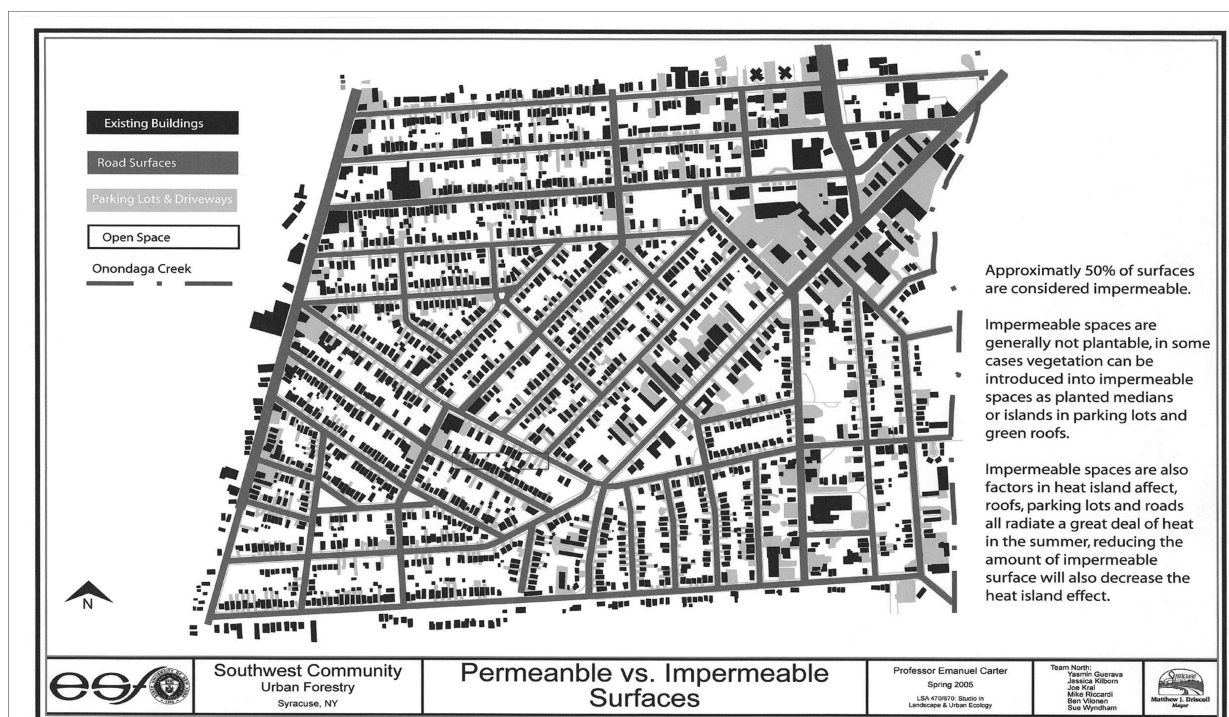 Existing Buildings
Road Surfaces
Parking Lots & Driveways
Open Space
Onondaga Creek
Approximatly 50% of surfaces
are considered impermeable.
Impermeable spaces are
generally not plantable, in some
cases vegetation can be
introduced into impermeable
spaces as planted medians
or islands in parking lots and
green roofs.
Impermeable spaces are also
factors in heat island affect,
roofs, parking lots and roads
all radiate a great deal of heat
in the summer, reducing the
amount of impermeable
surface will also decrease the
heat island effect.
N
esf
Southwest Community
Urban Forestry
Syracuse, NY
Permeanble vs. Impermeable
Surfaces
Professor Emanuel Carter
Spring 2005
LSA 470/670: Studio in
Landscape & Urban Ecology
Team North:
Yasmin Guerava
Jessica Kilborn
Joe Kral
Mike Riccardi
Ben Vilonen
Sue Wyndham
Syracuse
Matthew J. Driscoll
Mayor